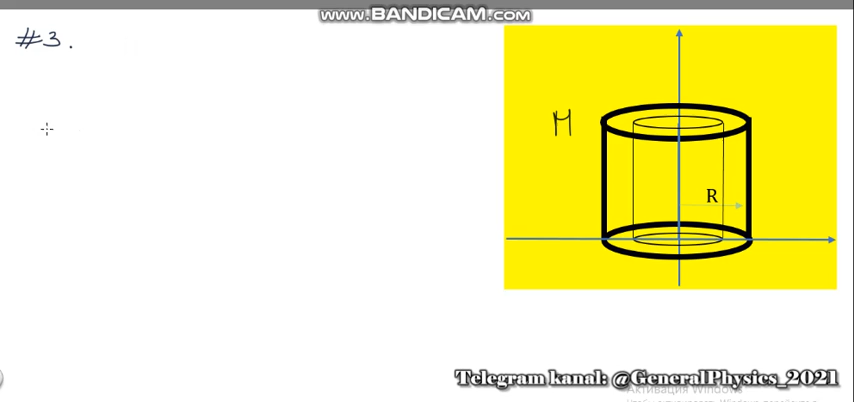 www.BANDICAM.com
#3.
M
R
Telegram kanal: @GeneralPhysics_2021
Активация Windows